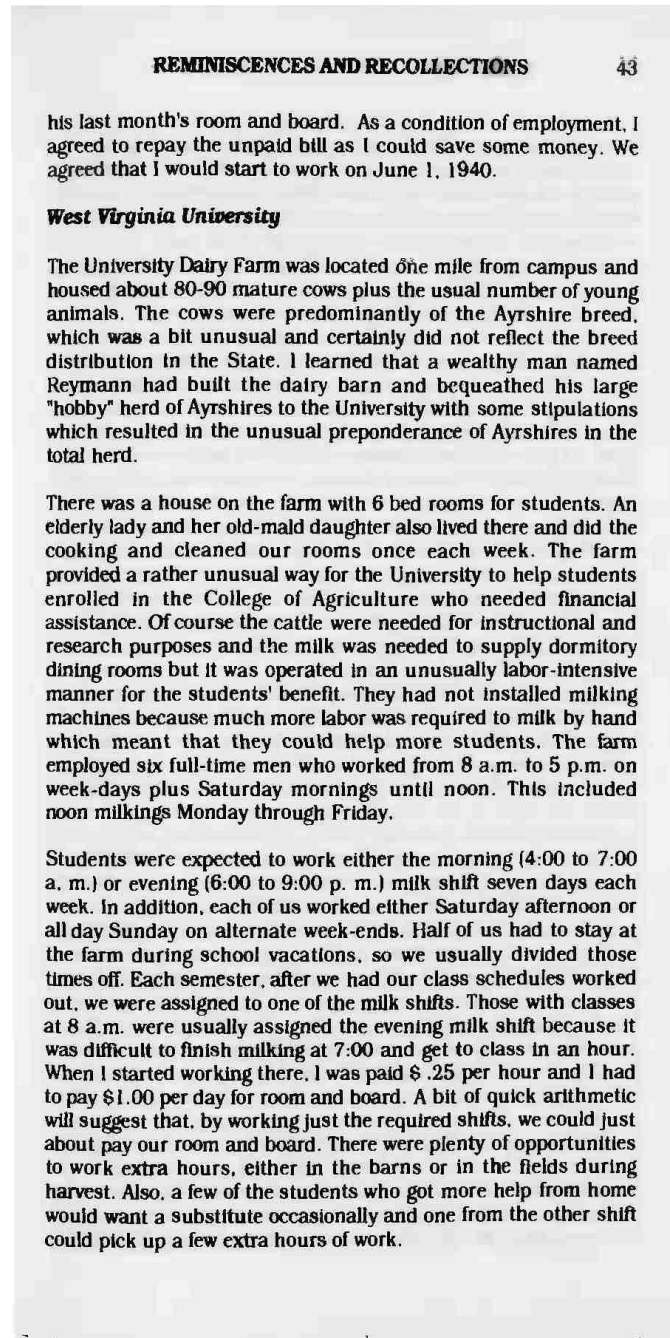 REMINISCENCES AND RECOLLECTIONS 43
his last month's room and board. As a condition of employment, I
agreed to repay the unpaid bill as I could save some money. We
agreed that I would start to work on June 1, 1940.
West Virginia University
The University Dairy Farm was located one mile from campus and
housed about 80-90 mature cows plus the usual number of young
animals. The cows were predominantly of the Ayrshire breed,
which was a bit unusual and certainly did not reflect the breed
distribution in the State. I learned that a wealthy man named
Reymann had built the dairy barn and bequeathed his large
"hobby" herd of Ayrshires to the University with some stipulations
which resulted in the unusual preponderance of Ayrshires in the
total herd.
There was a house on the farm with 6 bed rooms for students. An
elderly lady and her old-maid daughter also lived there and did the
cooking and cleaned our rooms once each week. The farm
provided a rather unusual way for the University to help students
enrolled in the College of Agriculture who needed financial
assistance. Of course the cattle were needed for instructional and
research purposes and the milk was needed to supply dormitory
dining rooms but it was operated in an unusually labor-intensive
manner for the students' benefit. They had not installed milking
machines because much more labor was required to milk by hand
which meant that they could help more students. The farm
employed six full-time men who worked from 8 a.m. to 5 p.m. on
week-days plus Saturday mornings until noon. This included
noon milkings Monday through Friday.
Students were expected to work either the morning (4:00 to 7:00
a. m.) or evening (6:00 to 9:00 p. m.) milk shift seven days each
week. In addition, each of us worked either Saturday afternoon or
all day Sunday on alternate week-ends. Half of us had to stay at
the farm during school vacations, so we usually divided those
times off. Each semester, after we had our class schedules worked
out, we were assigned to one of the milk shifts. Those with classes
at 8 a.m. were usually assigned the evening milk shift because it
was difficult to finish milking at 7:00 and get to class in an hour.
When I started working there, I was paid $ .25 per hour and I had
to pay $1.00 per day for room and board. A bit of quick arithmetic
will suggest that, by working just the required shifts, we could just
about pay our room and board. There were plenty of opportunities
to work extra hours, either in the barns or in the fields during
harvest. Also, a few of the students who got more help from home
would want a substitute occasionally and one from the other shift
could pick up a few extra hours of work.